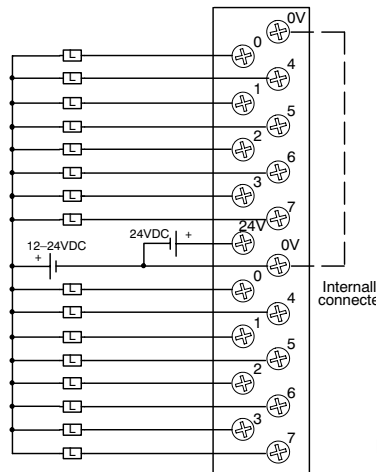 0V
L 0
L 4
L 1
L 5
L 2
L 6
L 3
L 7
24VDC + 24V
12–24VDC
+ 0V
L 0
Internall
connecte
L 4
L 1
L 5
L 2
L 6
L 3
L 7